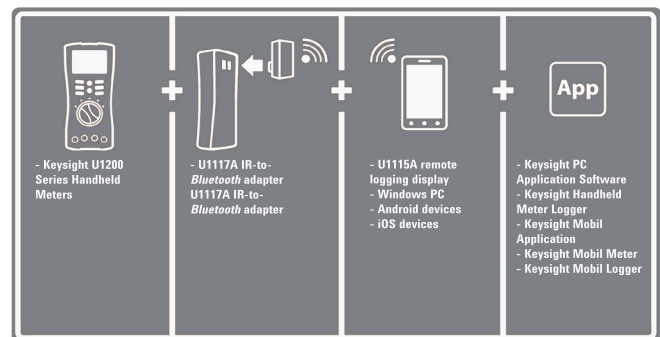 App
- Keysight U1200
Series Handheld
Meters
- U1117A IR-to-
Bluetooth adapter
U1117A IR-to-
Bluetooth adapter
- U1115A remote
logging display
- Windows PC
- Android devices
- iOS devices
- Keysight PC
Application Software
- Keysight Handheld
Meter Logger
- Keysight Mobil
Application
- Keysight Mobil Meter
- Keysight Mobil Logger